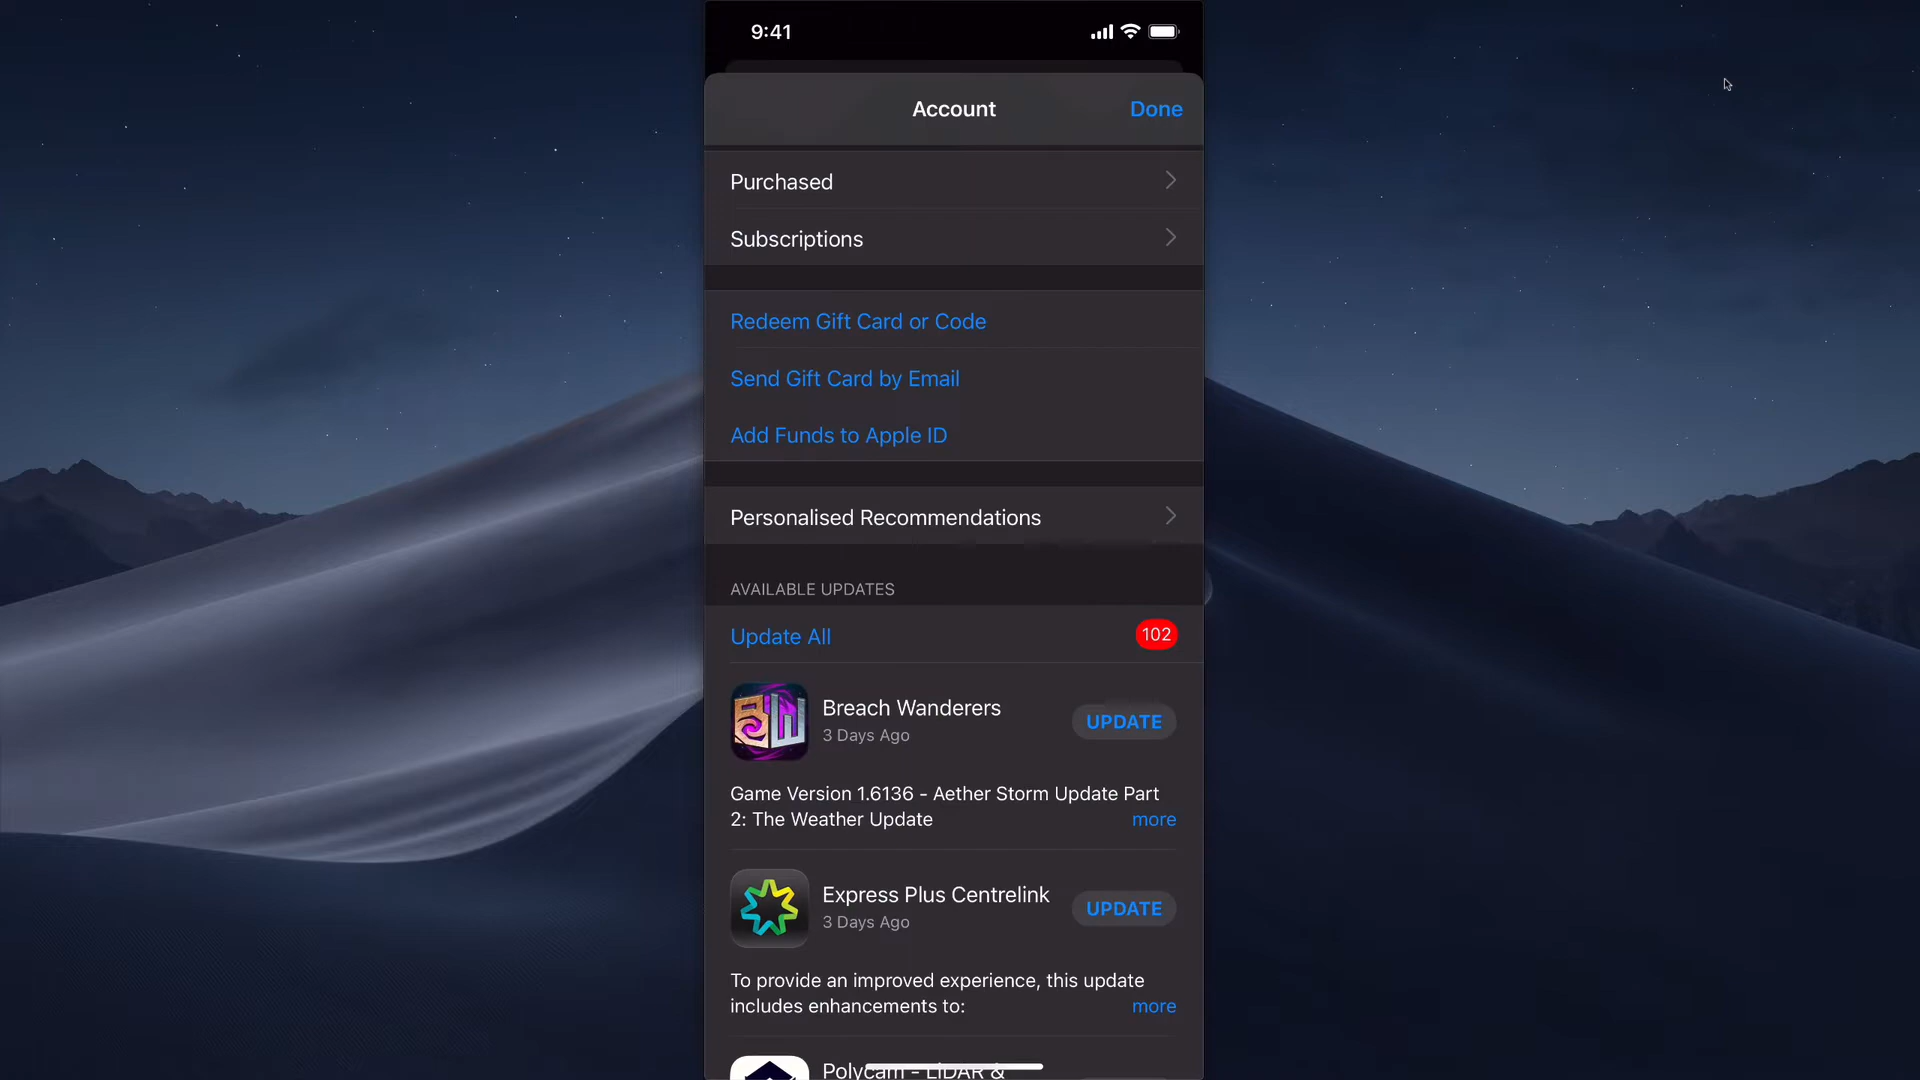 9:41
Account
Done
Purchased
Subscriptions
Redeem Gift Card or Code
Send Gift Card by Email
Add Funds to Apple ID
Personalised Recommendations
AVAILABLE UPDATES
Update All
102
BW
Breach Wanderers
3 Days Ago
UPDATE
Game Version 1.6136 - Aether Storm Update Part
2: The Weather Update
more
Express Plus Centrelink
3 Days Ago
UPDATE
To provide an improved experience, this update
includes enhancements to:
more
Polycam - LiDAR &